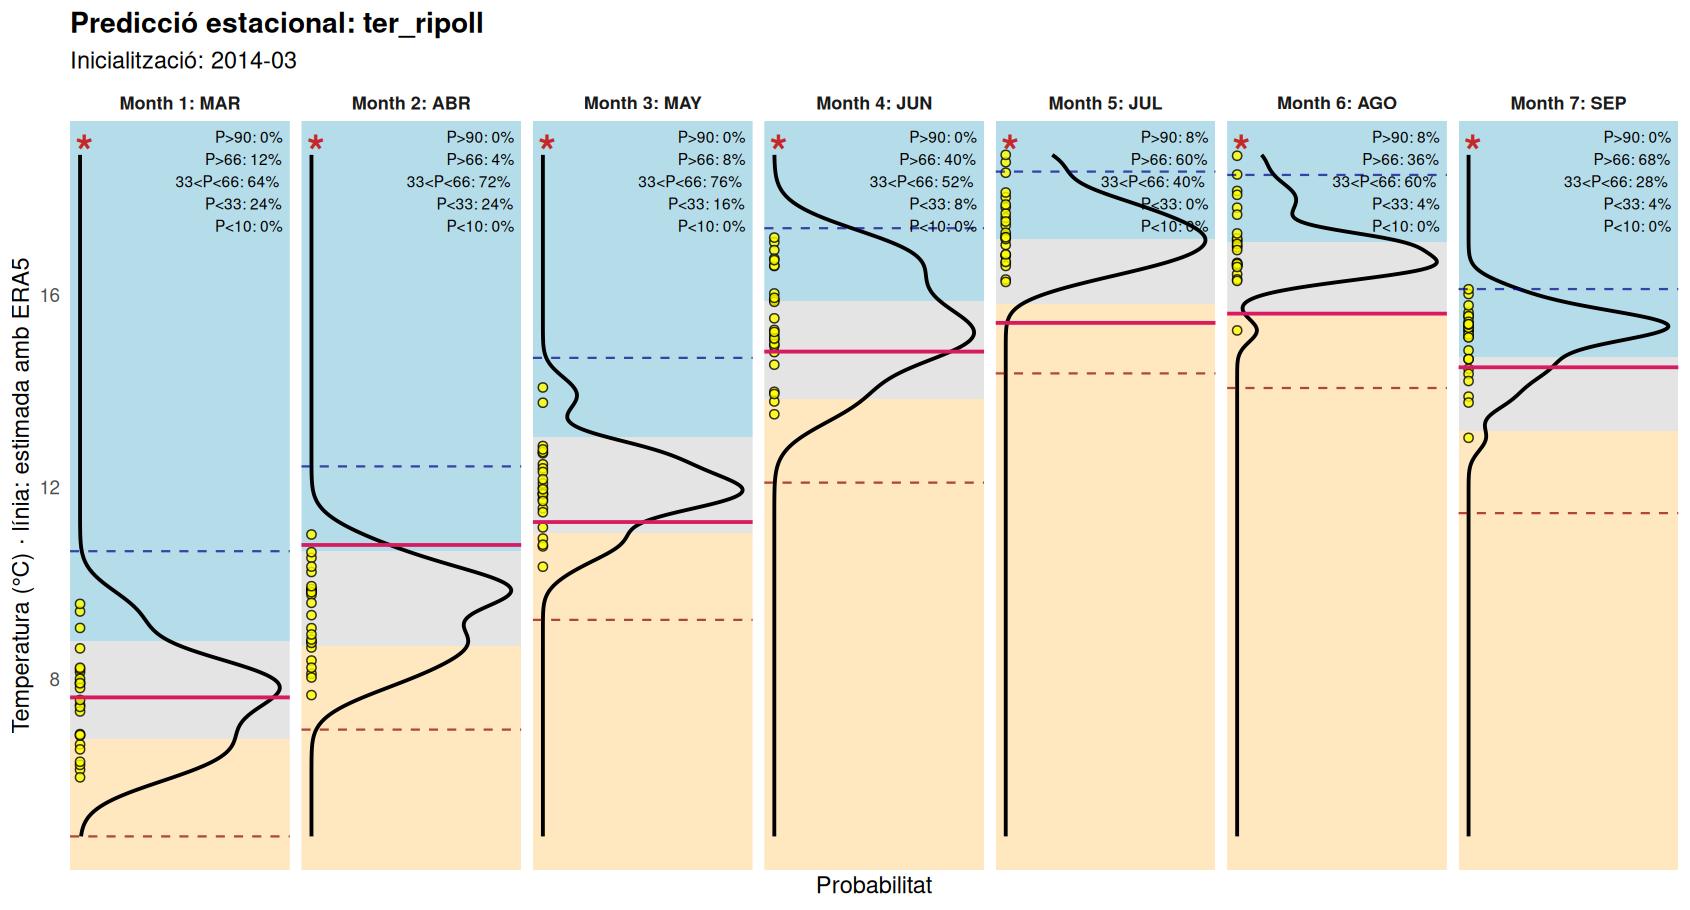 Predicció estacional: ter_ripoll
Inicialització: 2014-03
Month 1: MAR
Month 2: ABR
Month 3: MAY
Month 4: JUN
Month 5: JUL
Month 6: AGO
Month 7: SEP
*
P>90: 0%
P>66: 12%
33<P<66: 64%
P<33: 24%
P<10: 0%
*
P>90: 0%
P>66: 4%
33<P<66: 72%
P<33: 24%
P<10: 0%
*
P>90: 0%
P>66: 8%
33<P<66: 76%
P<33: 16%
P<10: 0%
*
P>90: 0%
P>66: 40%
33<P<66: 52%
P<33: 8%
P<10: 0%
*
P>90: 8%
P>66: 60%
33<P<66: 40%
P<33: 0%
P<10: 0%
*
P>90: 8%
P>66: 36%
33<P<66: 60%
P<33: 4%
P<10: 0%
*
P>90: 0%
P>66: 68%
33<P<66: 28%
P<33: 4%
P<10: 0%
Temperatura (°C) · línia: estimada amb ERA5
16
12
8
Probabilitat